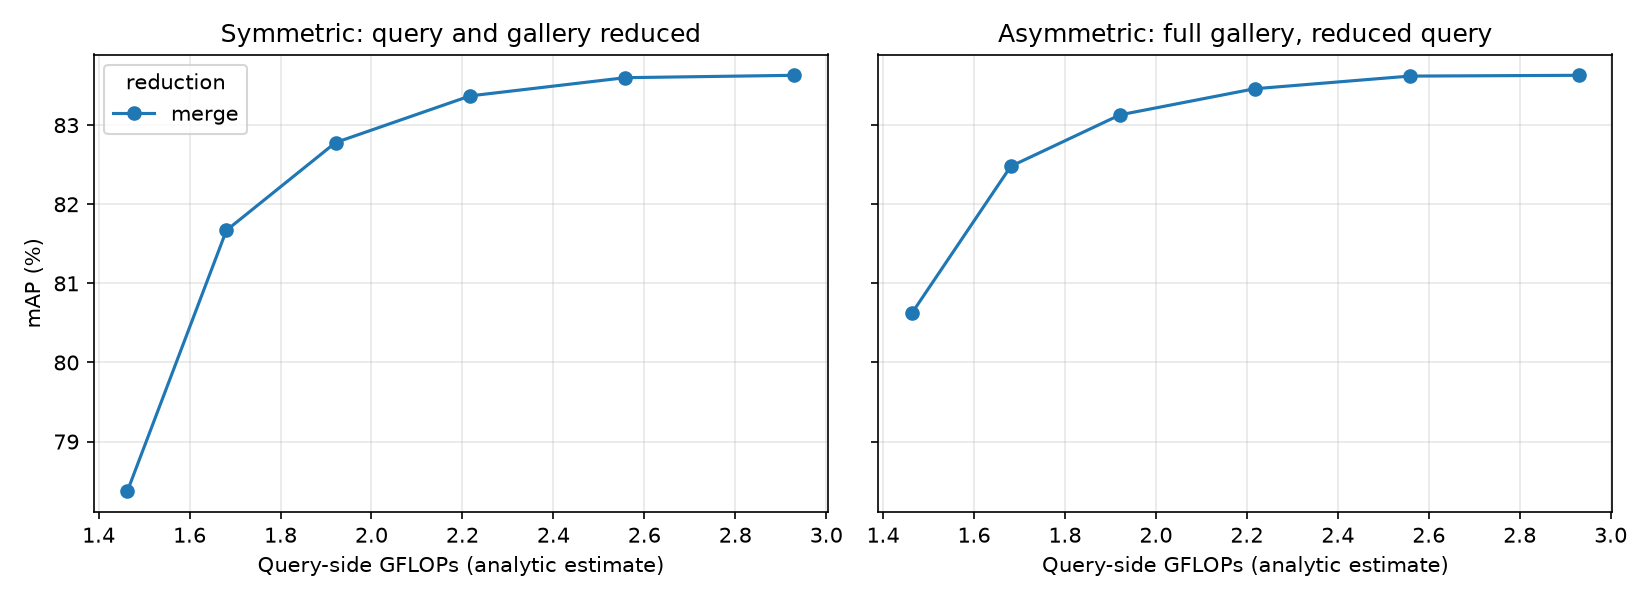 Symmetric: query and gallery reduced
reduction
merge
83
82
81
80
79
mAP (%)
1.4 1.6 1.8 2.0 2.2 2.4 2.6 2.8 3.0
Query-side GFLOPs (analytic estimate)
Asymmetric: full gallery, reduced query
1.4 1.6 1.8 2.0 2.2 2.4 2.6 2.8 3.0
Query-side GFLOPs (analytic estimate)